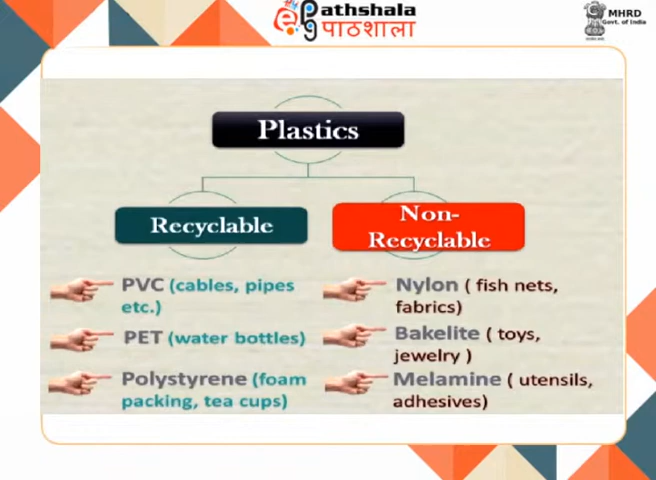 Pathshala
पाठशाला
MHRD
Govt. of India
Plastics
Recyclable
Non-
Recyclable
PVC (cables, pipes
etc.)
PET (water bottles)
Polystyrene (foam
packing, tea cups)
Nylon ( fish nets,
fabrics)
Bakelite ( toys,
jewelry )
Melamine ( utensils,
adhesives)